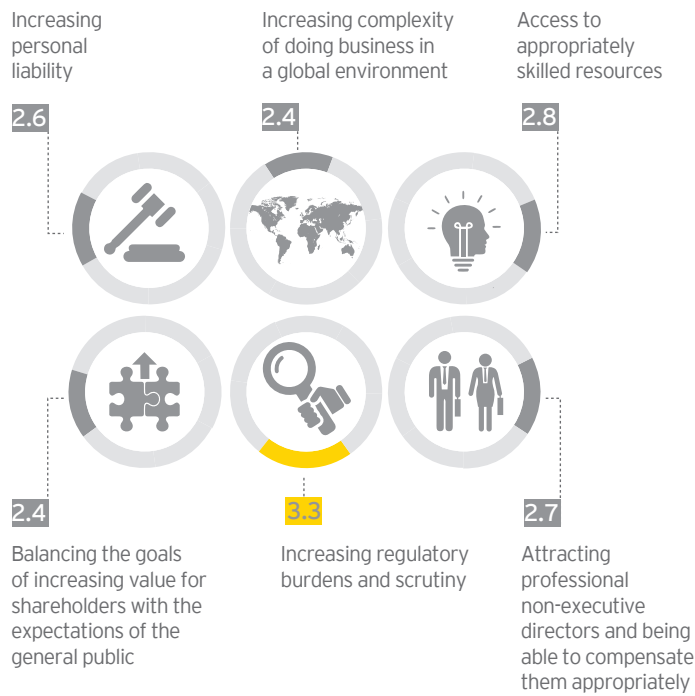 Increasing
personal
liability
2.6
Increasing complexity
of doing business in
a global environment
2.4
Access to
appropriately
skilled resources
2.8
2.4
Balancing the goals
of increasing value for
shareholders with the
expectations of the
general public
3.3
Increasing regulatory
burdens and scrutiny
2.7
Attracting
professional
non-executive
directors and being
able to compensate
them appropriately